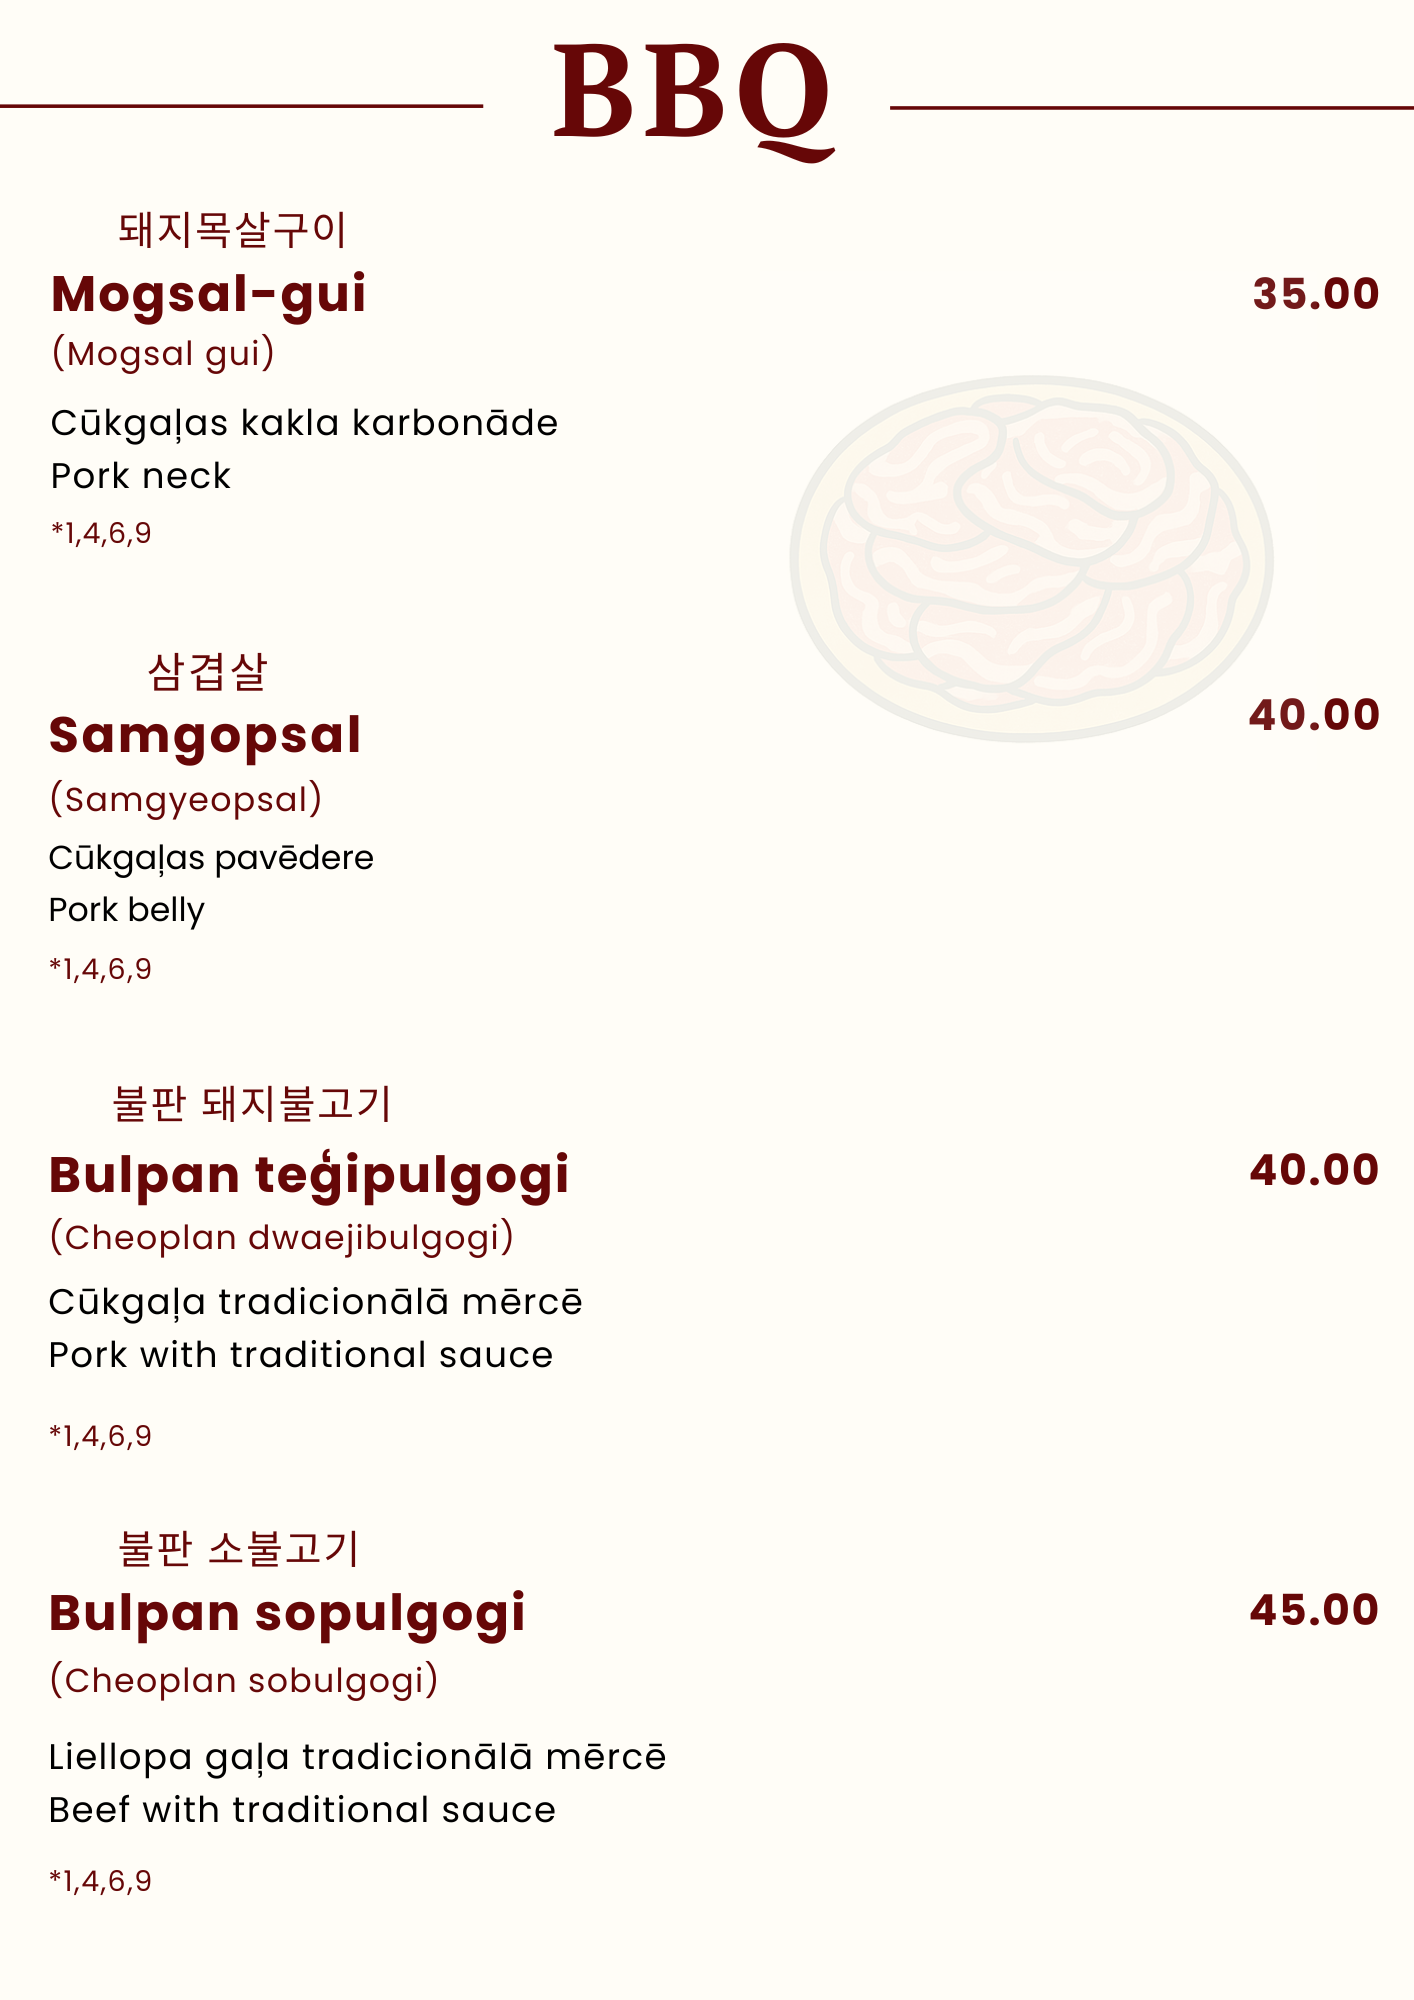 BBQ
돼지목살구이
Mogsal-gui
35.00
(Mogsal gui)
Cūkgaļas kakla karbonāde
Pork neck
*1,4,6,9
삼겹살
Samgopsal
40.00
(Samgyeopsal)
Cūkgaļas pavēdere
Pork belly
*1,4,6,9
불판 돼지불고기
Bulpan teģipulgogi
40.00
(Cheoplan dwaejibulgogi)
Cūkgaļa tradicionālā mērcē
Pork with traditional sauce
*1,4,6,9
불판 소불고기
Bulpan sopulgogi
45.00
(Cheoplan sobulgogi)
Liellopa gaļa tradicionālā mērcē
Beef with traditional sauce
*1,4,6,9